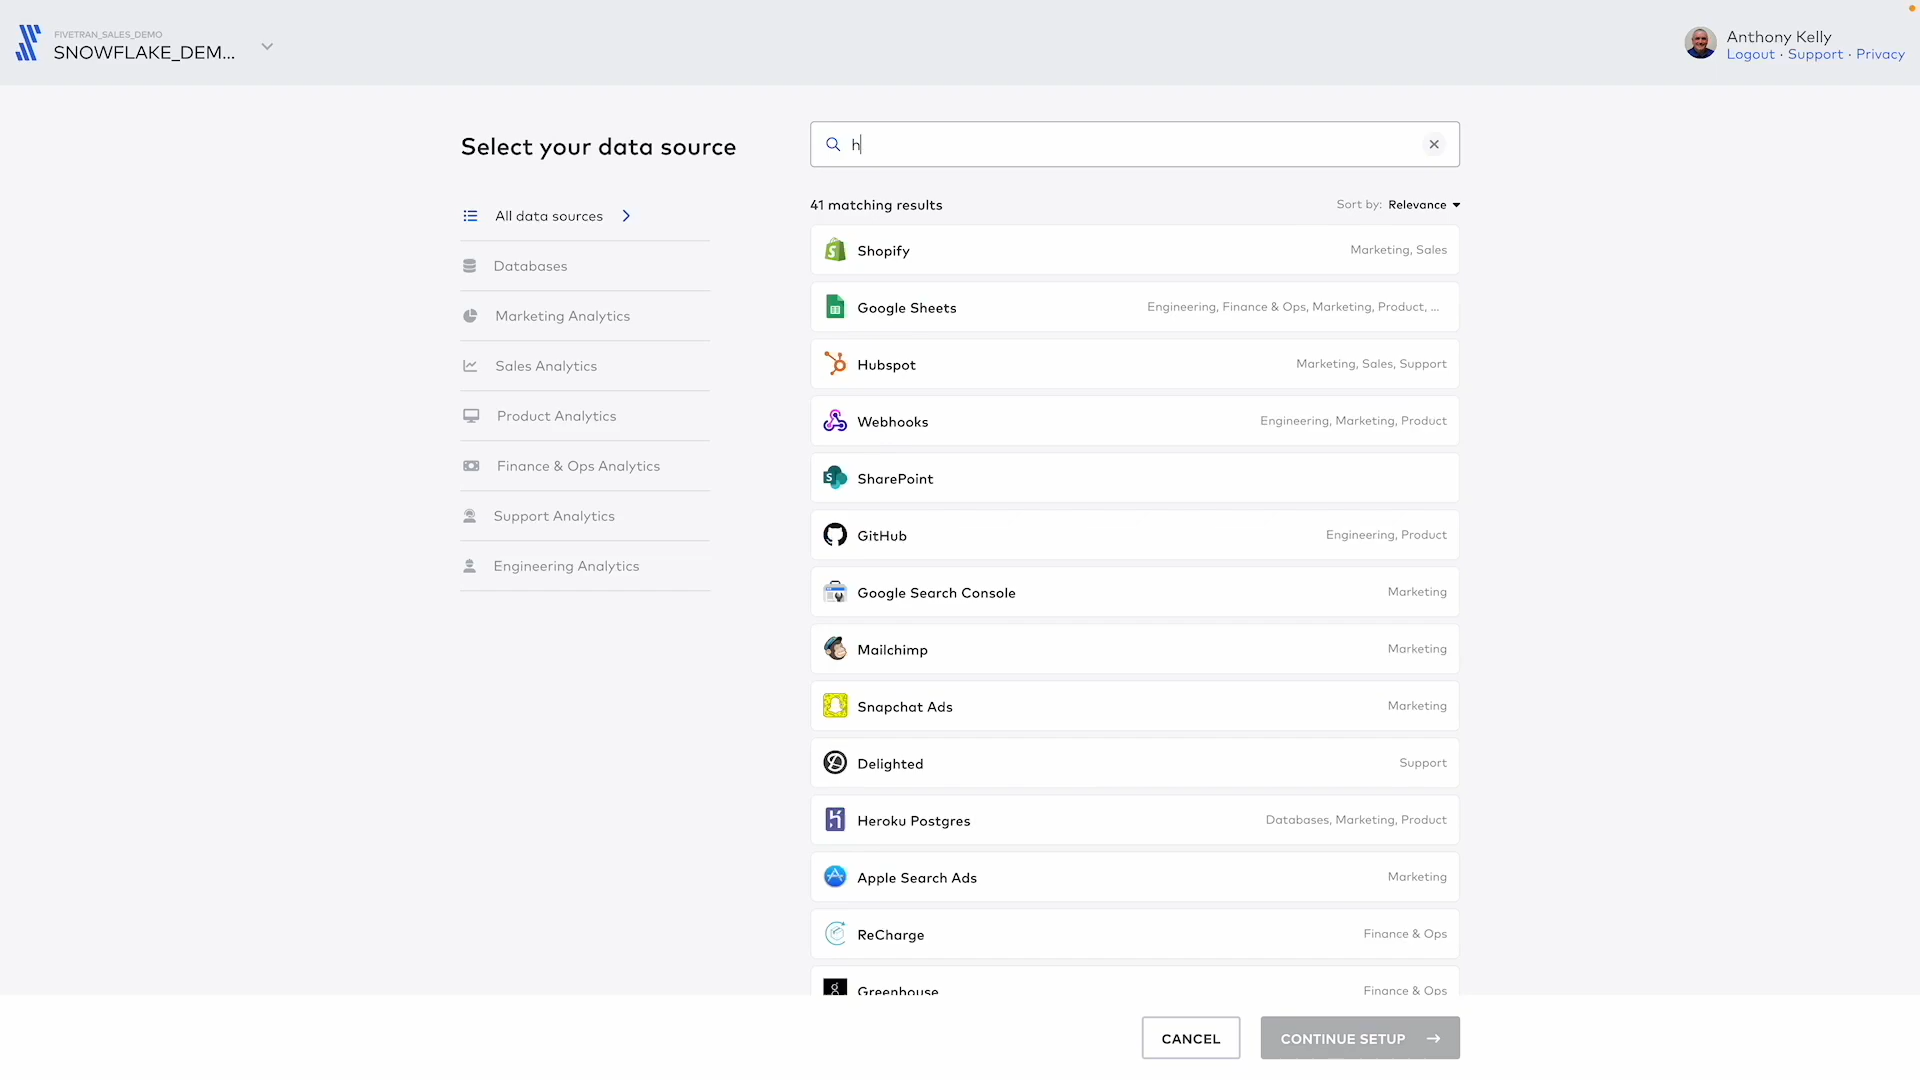 FIVETRAN_SALES_DEMO
SNOWFLAKE_DEM...
Anthony Kelly
Logout · Support · Privacy
Select your data source
h
All data sources
Databases
Marketing Analytics
Sales Analytics
Product Analytics
Finance & Ops Analytics
Support Analytics
Engineering Analytics
41 matching results
Sort by: Relevance
Shopify Marketing, Sales
Google Sheets Engineering, Finance & Ops, Marketing, Product, ...
Hubspot Marketing, Sales, Support
Webhooks Engineering, Marketing, Product
SharePoint
GitHub Engineering, Product
Google Search Console Marketing
Mailchimp Marketing
Snapchat Ads Marketing
Delighted Support
Heroku Postgres Databases, Marketing, Product
Apple Search Ads Marketing
ReCharge Finance & Ops
Greenhouse Finance & Ops
CANCEL
CONTINUE SETUP